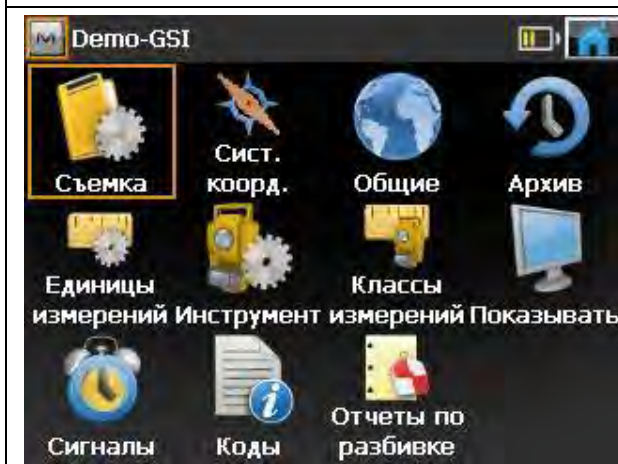 Demo-GSI
Съемка
Сист.
коорд.
Общие
Архив
Единицы
измерений
Инструмент
Классы
измерений
Показывать
Сигналы
Коды
Отчеты по
разбивке